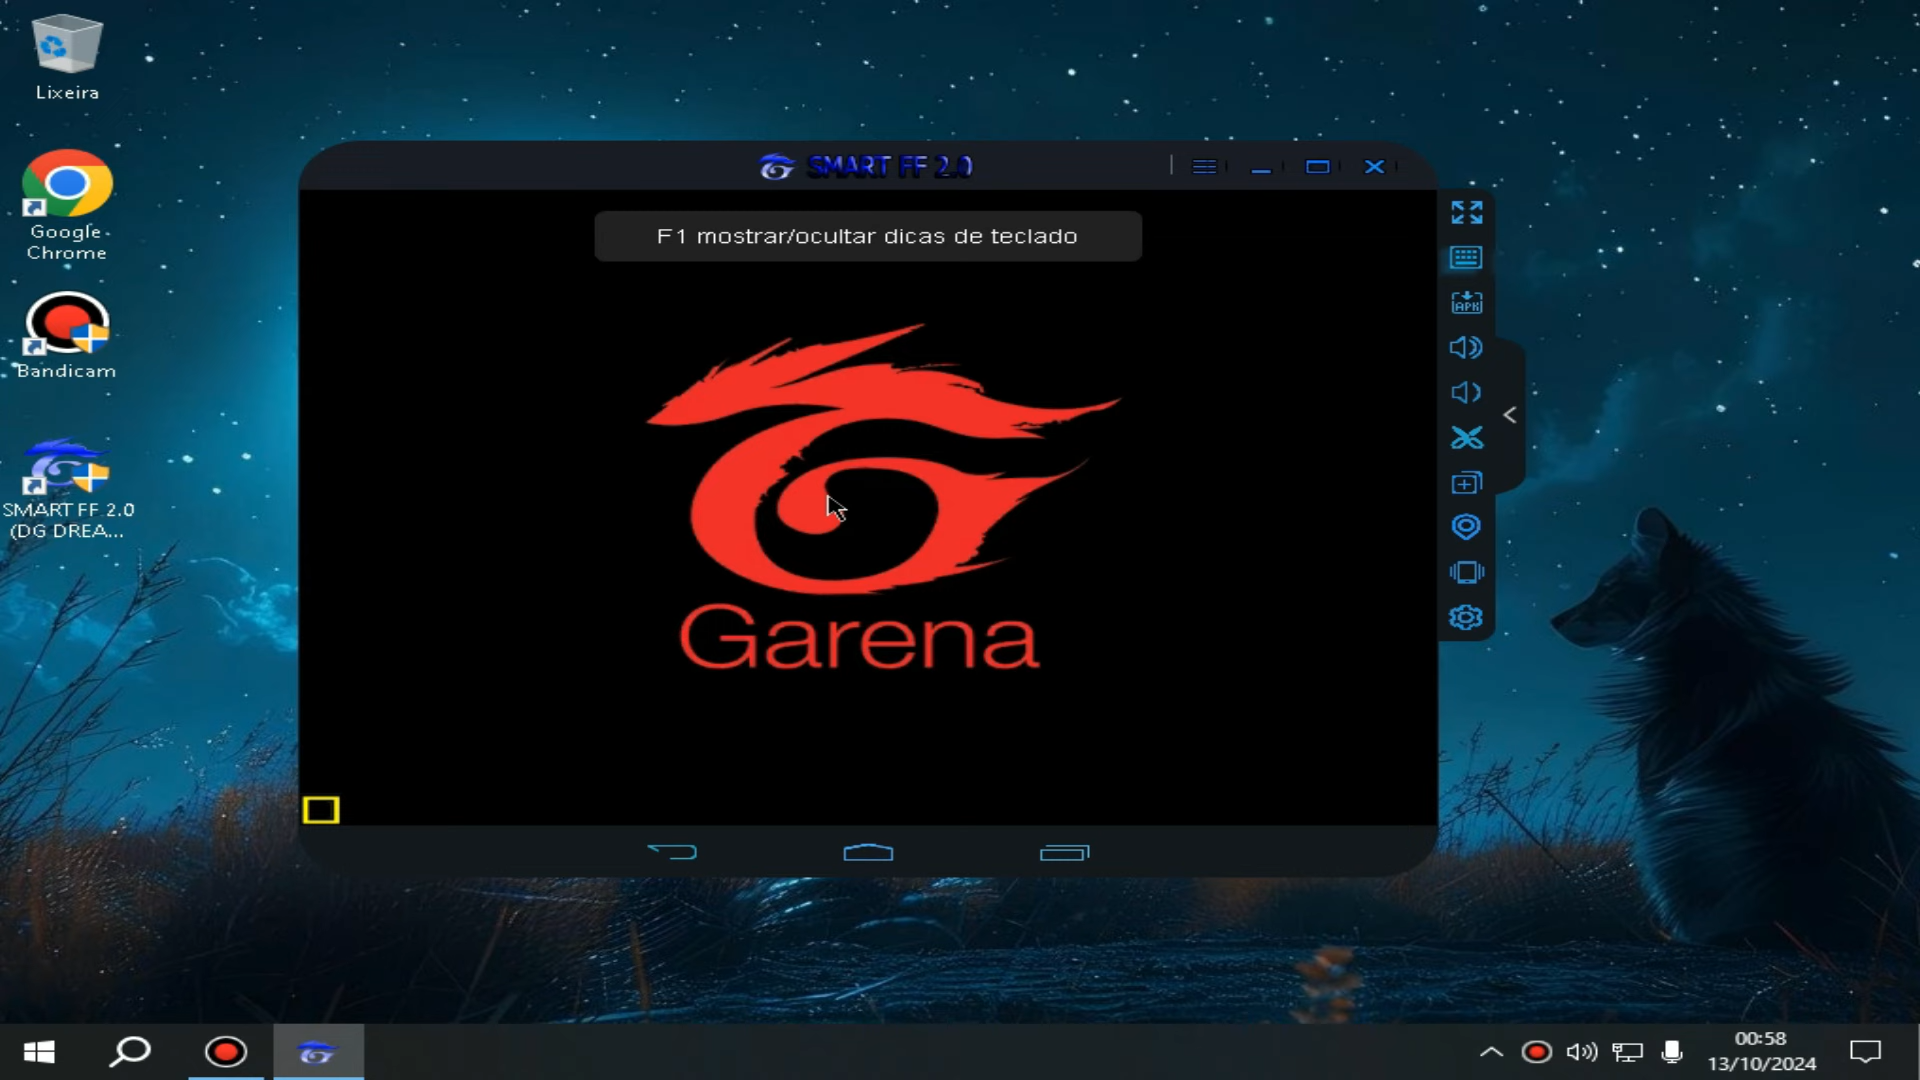 Lixeira
Google
Chrome
Bandicam
SMART FF 2.0
(DG DREA...
SMART FF 2.0
F1 mostrar/ocultar dicas de teclado
APK
Garena
00:58
13/10/2024